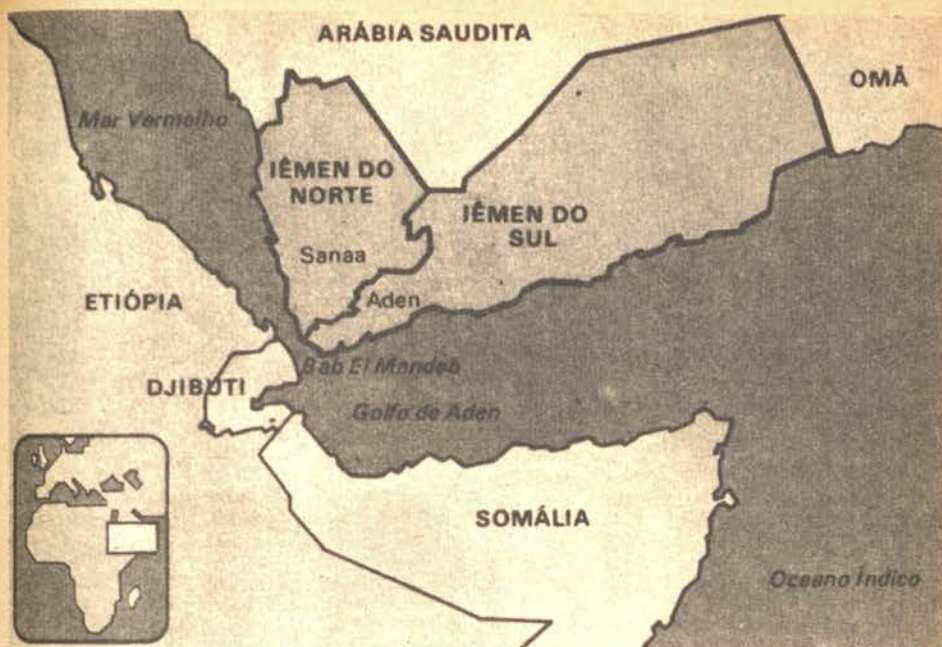 ARÁBIA SAUDITA
OMÃ
Mar Vermelho
IÊMEN DO
NORTE
IÊMEN DO
SUL
Sanaa
Aden
ETIÓPIA
Bab El Mandeb
DJIBUTI
Golfo de Aden
SOMÁLIA
Oceano Índico